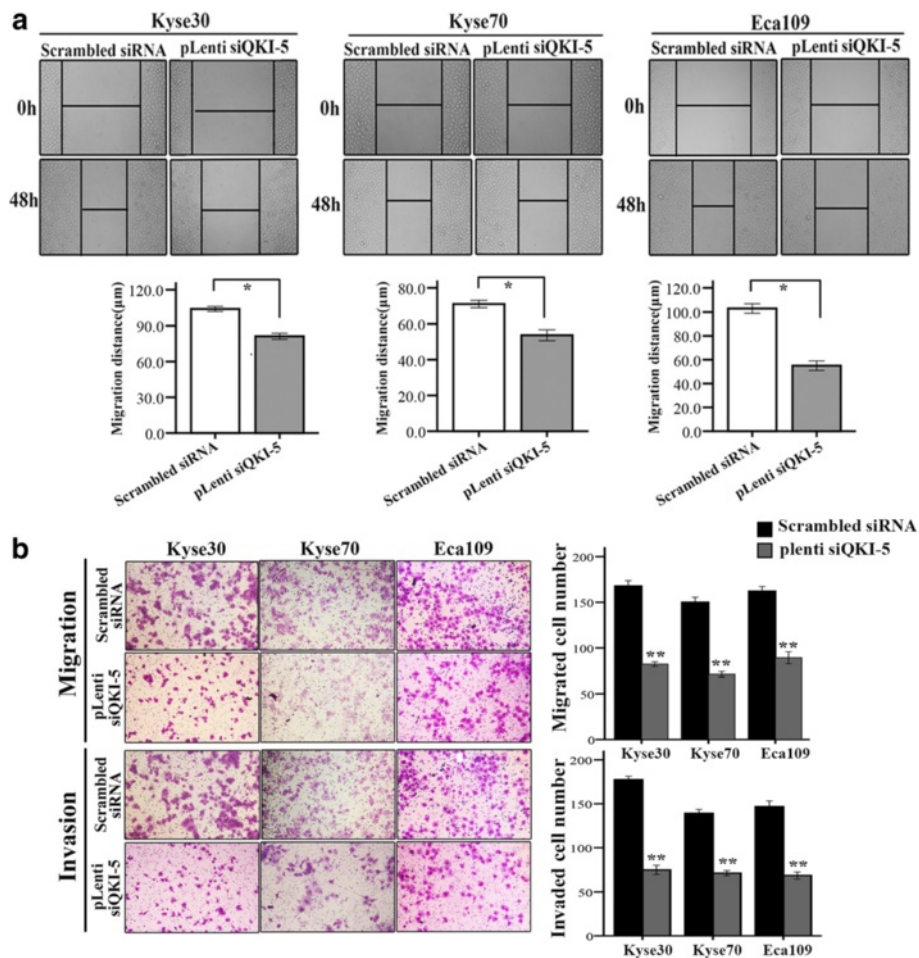 a
Kyse30
Kyse70
Eca109
Scrambled siRNA pLenti siQKI-5
Scrambled siRNA pLenti siQKI-5
Scrambled siRNA pLenti siQKI-5
0h
0h
0h
48h
48h
48h
Migration distance(μm)
120.0
90.0
60.0
30.0
0.0
*
Scrambled siRNA
pLenti siQKI-5
Migration distance(μm)
80.0
60.0
40.0
20.0
0.0
*
Scrambled siRNA
pLenti siQKI-5
Migration distance(μm)
120.0
100.0
80.0
60.0
40.0
20.0
0.0
*
Scrambled siRNA
pLenti siQKI-5
b
Kyse30
Kyse70
Eca109
Migration
Scrambled
siRNA
pLenti
siQKI-5
Invasion
Scrambled
siRNA
pLenti
siQKI-5
Scrambled siRNA
plenti siQKI-5
Migrated cell number
200
150
100
50
0
**
**
**
Kyse30
Kyse70
Eca109
Invaded cell number
200
150
100
50
0
**
**
**
Kyse30
Kyse70
Eca109